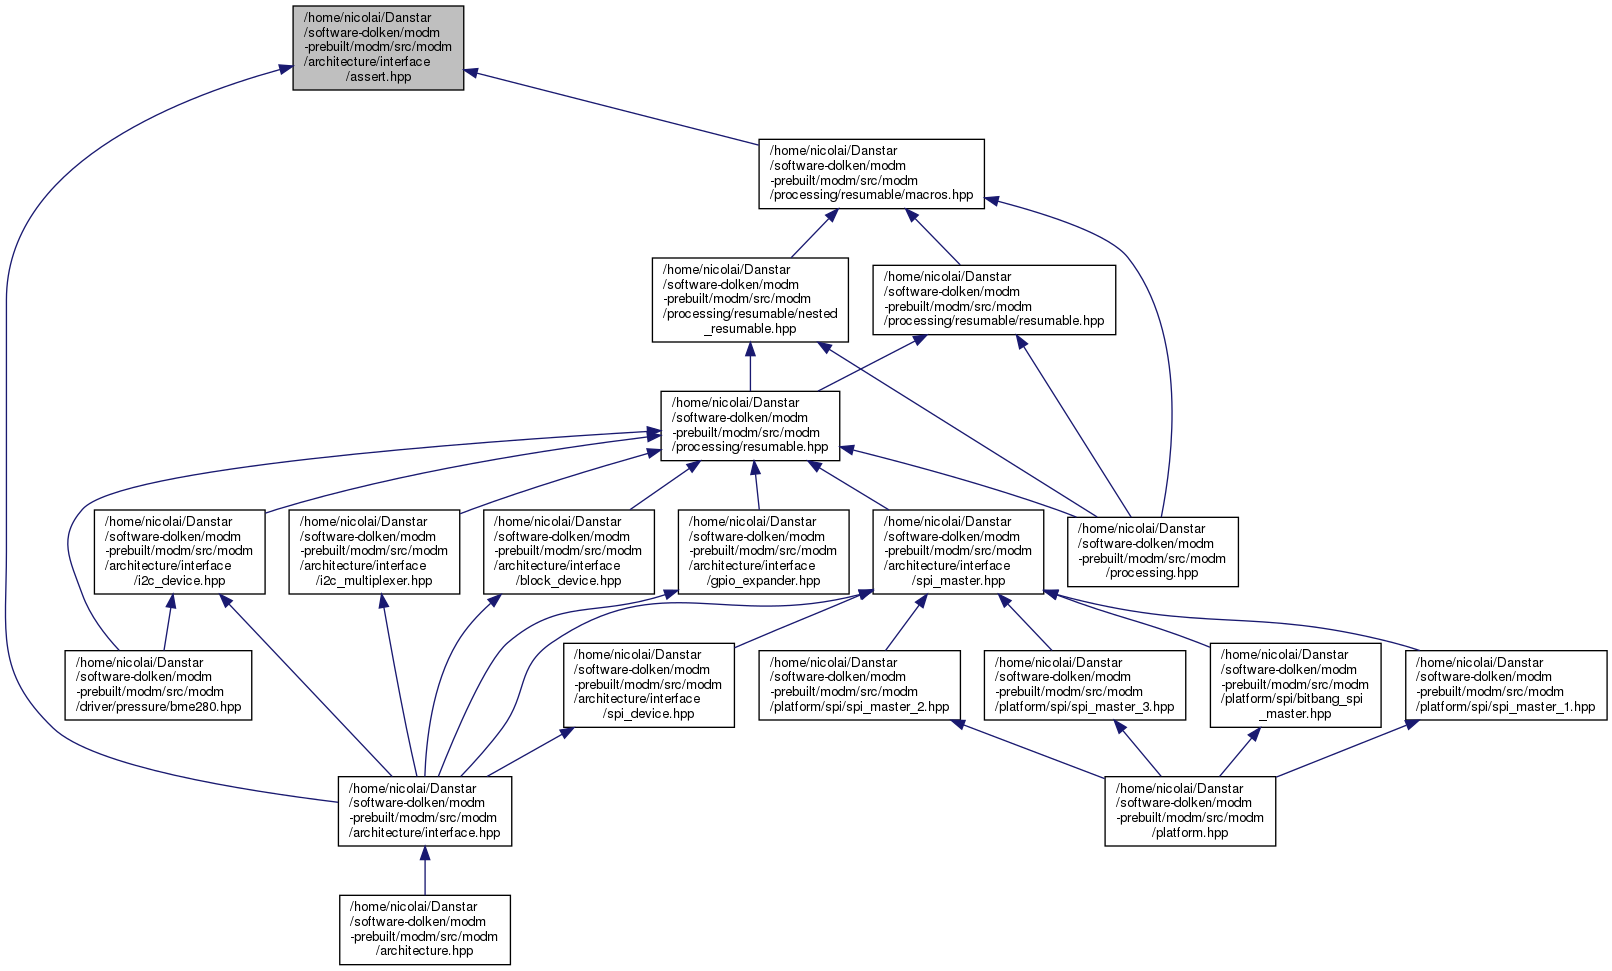 /home/nicolai/Danstar
/software-dolken/modm
-prebuilt/modm/src/modm
/architecture/interface
/assert.hpp
/home/nicolai/Danstar
/software-dolken/modm
-prebuilt/modm/src/modm
/processing/resumable/macros.hpp
/home/nicolai/Danstar
/software-dolken/modm
-prebuilt/modm/src/modm
/processing/resumable/nested
_resumable.hpp
/home/nicolai/Danstar
/software-dolken/modm
-prebuilt/modm/src/modm
/processing/resumable/resumable.hpp
/home/nicolai/Danstar
/software-dolken/modm
-prebuilt/modm/src/modm
/processing/resumable.hpp
/home/nicolai/Danstar
/software-dolken/modm
-prebuilt/modm/src/modm
/architecture/interface
/i2c_device.hpp
/home/nicolai/Danstar
/software-dolken/modm
-prebuilt/modm/src/modm
/architecture/interface
/i2c_multiplexer.hpp
/home/nicolai/Danstar
/software-dolken/modm
-prebuilt/modm/src/modm
/architecture/interface
/block_device.hpp
/home/nicolai/Danstar
/software-dolken/modm
-prebuilt/modm/src/modm
/architecture/interface
/gpio_expander.hpp
/home/nicolai/Danstar
/software-dolken/modm
-prebuilt/modm/src/modm
/architecture/interface
/spi_master.hpp
/home/nicolai/Danstar
/software-dolken/modm
-prebuilt/modm/src/modm
/processing.hpp
/home/nicolai/Danstar
/software-dolken/modm
-prebuilt/modm/src/modm
/driver/pressure/bme280.hpp
/home/nicolai/Danstar
/software-dolken/modm
-prebuilt/modm/src/modm
/architecture/interface
/spi_device.hpp
/home/nicolai/Danstar
/software-dolken/modm
-prebuilt/modm/src/modm
/platform/spi/spi_master_2.hpp
/home/nicolai/Danstar
/software-dolken/modm
-prebuilt/modm/src/modm
/platform/spi/spi_master_3.hpp
/home/nicolai/Danstar
/software-dolken/modm
-prebuilt/modm/src/modm
/platform/spi/bitbang_spi
_master.hpp
/home/nicolai/Danstar
/software-dolken/modm
-prebuilt/modm/src/modm
/platform/spi/spi_master_1.hpp
/home/nicolai/Danstar
/software-dolken/modm
-prebuilt/modm/src/modm
/architecture/interface.hpp
/home/nicolai/Danstar
/software-dolken/modm
-prebuilt/modm/src/modm
/platform.hpp
/home/nicolai/Danstar
/software-dolken/modm
-prebuilt/modm/src/modm
/architecture.hpp